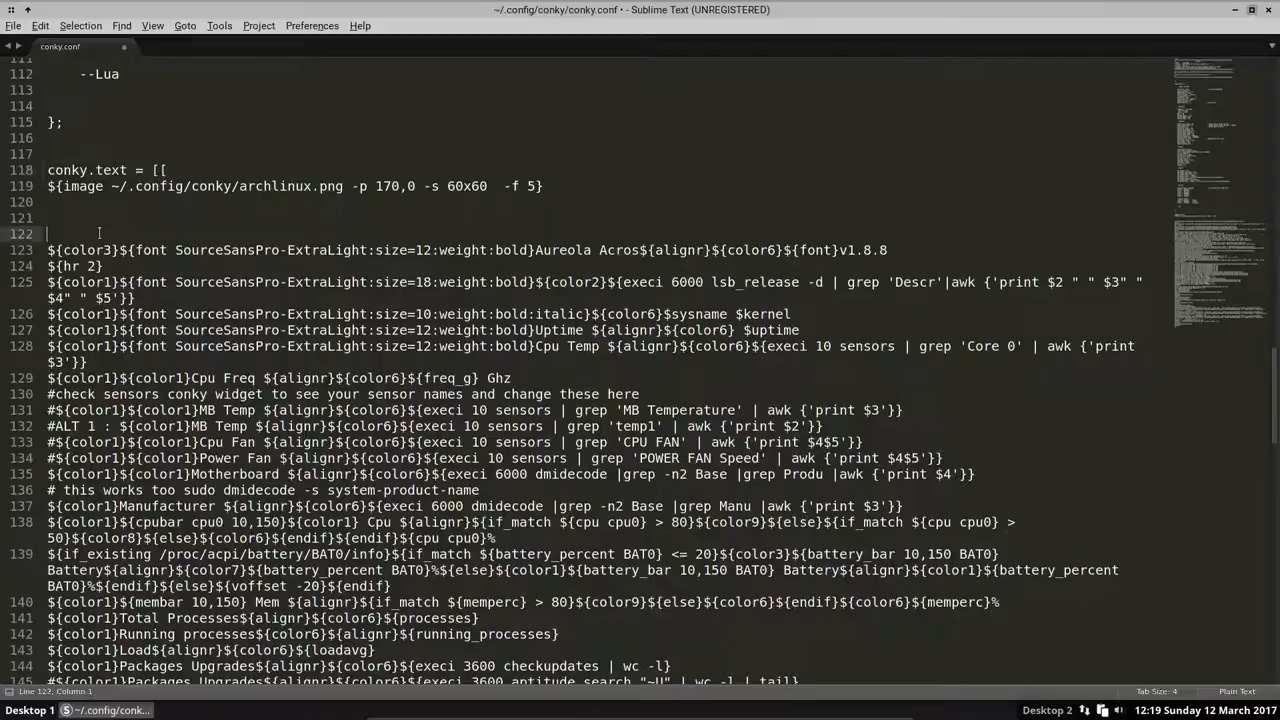 ~/.config/conky/conky.conf • - Sublime Text (UNREGISTERED)
File Edit Selection Find View Goto Tools Project Preferences Help
conky.conf
111
112 --Lua
113
114
115 };
116
117
118 conky.text = [[
119 ${image ~/.config/conky/archlinux.png -p 170,0 -s 60x60  -f 5}
120
121
122
123 ${color3}${font SourceSansPro-ExtraLight:size=12:weight:bold}Aureola Acros${alignr}${color6}${font}v1.8.8
124 ${hr 2}
125 ${color1}${font SourceSansPro-ExtraLight:size=18:weight:bold}${color2}${execi 6000 lsb_release -d | grep 'Descr'|awk {'print $2 " " $3" "
$4" " $5'}}
126 ${color1}${font SourceSansPro-ExtraLight:size=10:weight:bold:italic}${color6}$sysname $kernel
127 ${color1}${font SourceSansPro-ExtraLight:size=12:weight:bold}Uptime ${alignr}${color6} $uptime
128 ${color1}${font SourceSansPro-ExtraLight:size=12:weight:bold}Cpu Temp ${alignr}${color6}${execi 10 sensors | grep 'Core 0' | awk {'print
$3'}}
129 ${color1}${color1}Cpu Freq ${alignr}${color6}${freq_g} Ghz
130 #check sensors conky widget to see your sensor names and change these here
131 #${color1}${color1}MB Temp ${alignr}${color6}${execi 10 sensors | grep 'MB Temperature' | awk {'print $3'}}
132 #ALT 1 : ${color1}MB Temp ${alignr}${color6}${execi 10 sensors | grep 'temp1' | awk {'print $2'}}
133 #${color1}${color1}Cpu Fan ${alignr}${color6}${execi 10 sensors | grep 'CPU FAN' | awk {'print $4$5'}}
134 #${color1}${color1}Power Fan ${alignr}${color6}${execi 10 sensors | grep 'POWER FAN Speed' | awk {'print $4$5'}}
135 ${color1}${color1}Motherboard ${alignr}${color6}${execi 6000 dmidecode |grep -n2 Base |grep Produ |awk {'print $4'}}
136 # this works too sudo dmidecode -s system-product-name
137 ${color1}Manufacturer ${alignr}${color6}${execi 6000 dmidecode |grep -n2 Base |grep Manu |awk {'print $3'}}
138 ${color1}${cpubar cpu0 10,150}${color1} Cpu ${alignr}${if_match ${cpu cpu0} > 80}${color9}${else}${if_match ${cpu cpu0} >
50}${color8}${else}${color6}${endif}${endif}${cpu cpu0}%
139 ${if_existing /proc/acpi/battery/BAT0/info}${if_match ${battery_percent BAT0} <= 20}${color3}${battery_bar 10,150 BAT0}
Battery${alignr}${color7}${battery_percent BAT0}%${else}${color1}${battery_bar 10,150 BAT0} Battery${alignr}${color1}${battery_percent
BAT0}%${endif}${else}${voffset -20}${endif}
140 ${color1}${membar 10,150} Mem ${alignr}${if_match ${memperc} > 80}${color9}${else}${color6}${endif}${color6}${memperc}%
141 ${color1}Total Processes${alignr}${color6}${processes}
142 ${color1}Running processes${color6}${alignr}${running_processes}
143 ${color1}Load${alignr}${color6}${loadavg}
144 ${color1}Packages Upgrades${alignr}${color6}${execi 3600 checkupdates | wc -l}
145 #${color1}Packages Upgrades${alignr}${color6}${execi 3600 aptitude search "~U" | wc -l | tail}
Line 122, Column 1
Tab Size: 4
Plain Text
Desktop 1
~/.config/conk...
Desktop 2
12:19 Sunday 12 March 2017